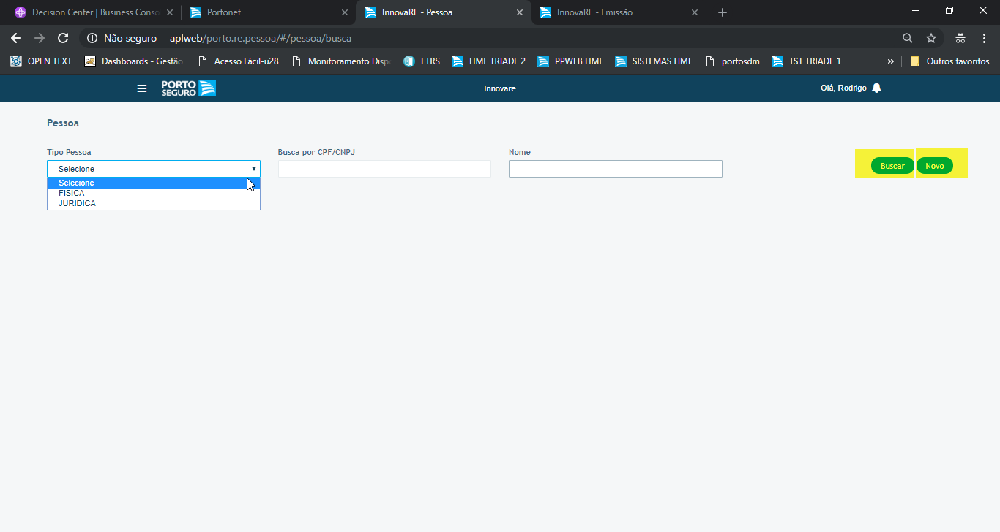 Decision Center | Business Conso
Portonet
InnovaRE - Pessoa
InnovaRE - Emissão
Não seguro | aplweb/porto.re.pessoa/#/pessoa/busca
OPEN TEXT
Dashboards - Gestão
Acesso Fácil-u28
Monitoramento Dispo
ETRS
HML TRIADE 2
PPWEB HML
SISTEMAS HML
portosdm
TST TRIADE 1
»
Outros favoritos
PORTO
SEGURO
Innovare
Olá, Rodrigo
Pessoa
Tipo Pessoa
Busca por CPF/CNPJ
Nome
Selecione
Buscar
Novo
Selecione
FISICA
JURIDICA